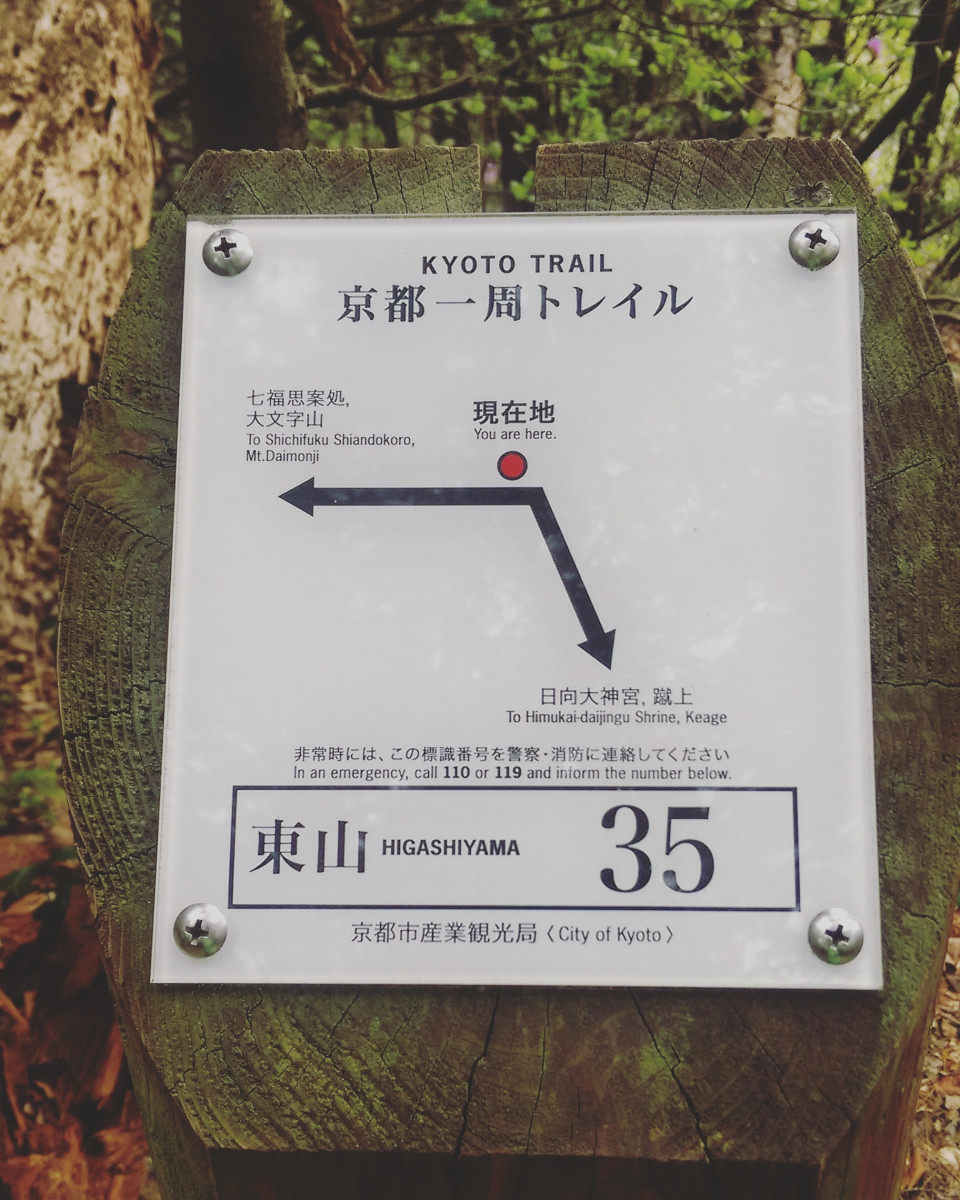 KYOTO TRAIL
京都一周トレイル
七福思案処,
大文字山
To Shichifuku Shiandokoro,
Mt.Daimonji
現在地
You are here.
日向大神宮, 蹴上
To Himukai-daijingu Shrine, Keage
非常時には、この標識番号を警察・消防に連絡してください
In an emergency, call 110 or 119 and inform the number below.
東山 HIGASHIYAMA 35
京都市産業観光局〈City of Kyoto〉